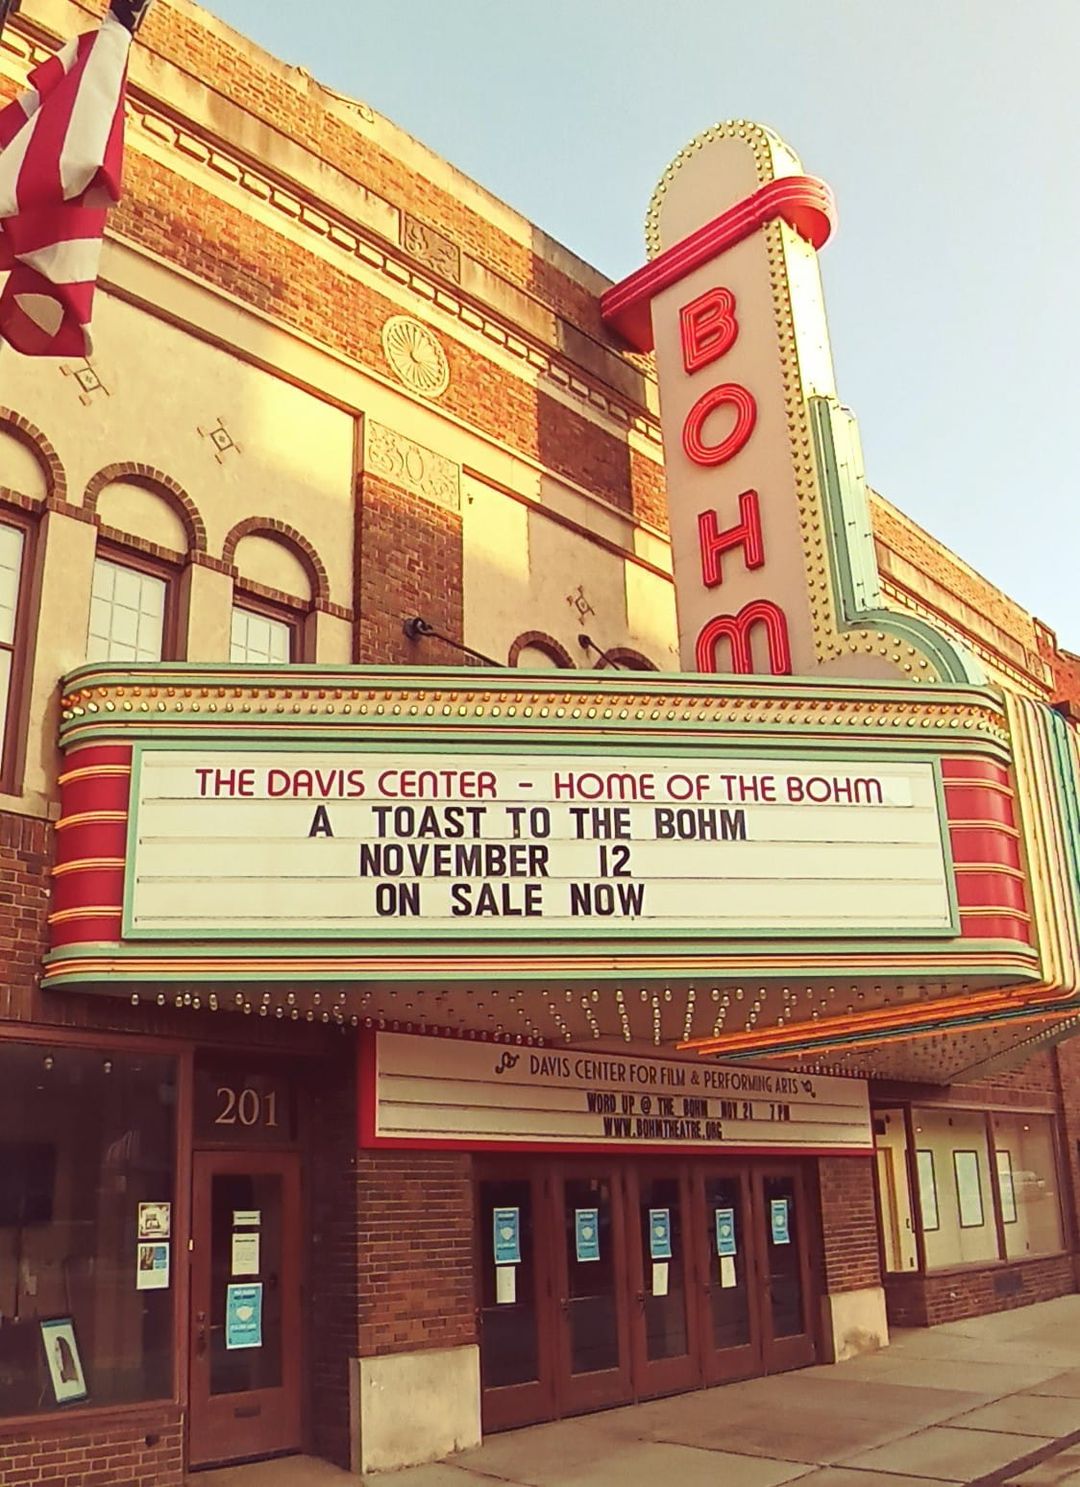 BOHM
THE DAVIS CENTER - HOME OF THE BOHM
A TOAST TO THE BOHM
NOVEMBER 12
ON SALE NOW
DAVIS CENTER FOR FILM & PERFORMING ARTS
WORD UP @ THE BOHM NOV 21 7 PM
WWW.BOHMTHEATRE.ORG
201